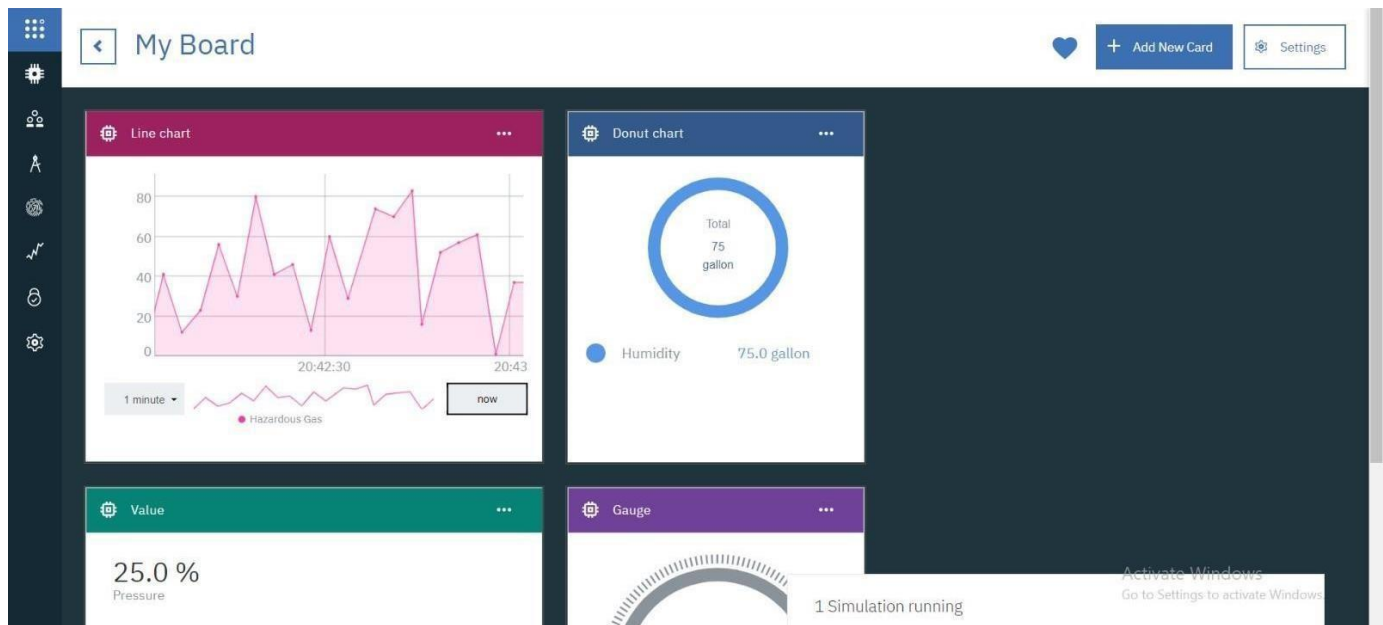 My Board
+ Add New Card
Settings
Line chart
80
60
40
20
0
20:42:30
20:43
1 minute
now
Hazardous Gas
Donut chart
Total
75
gallon
Humidity 75.0 gallon
Value
25.0 %
Pressure
Gauge
1 Simulation running
Activate Windows
Go to Settings to activate Windows.